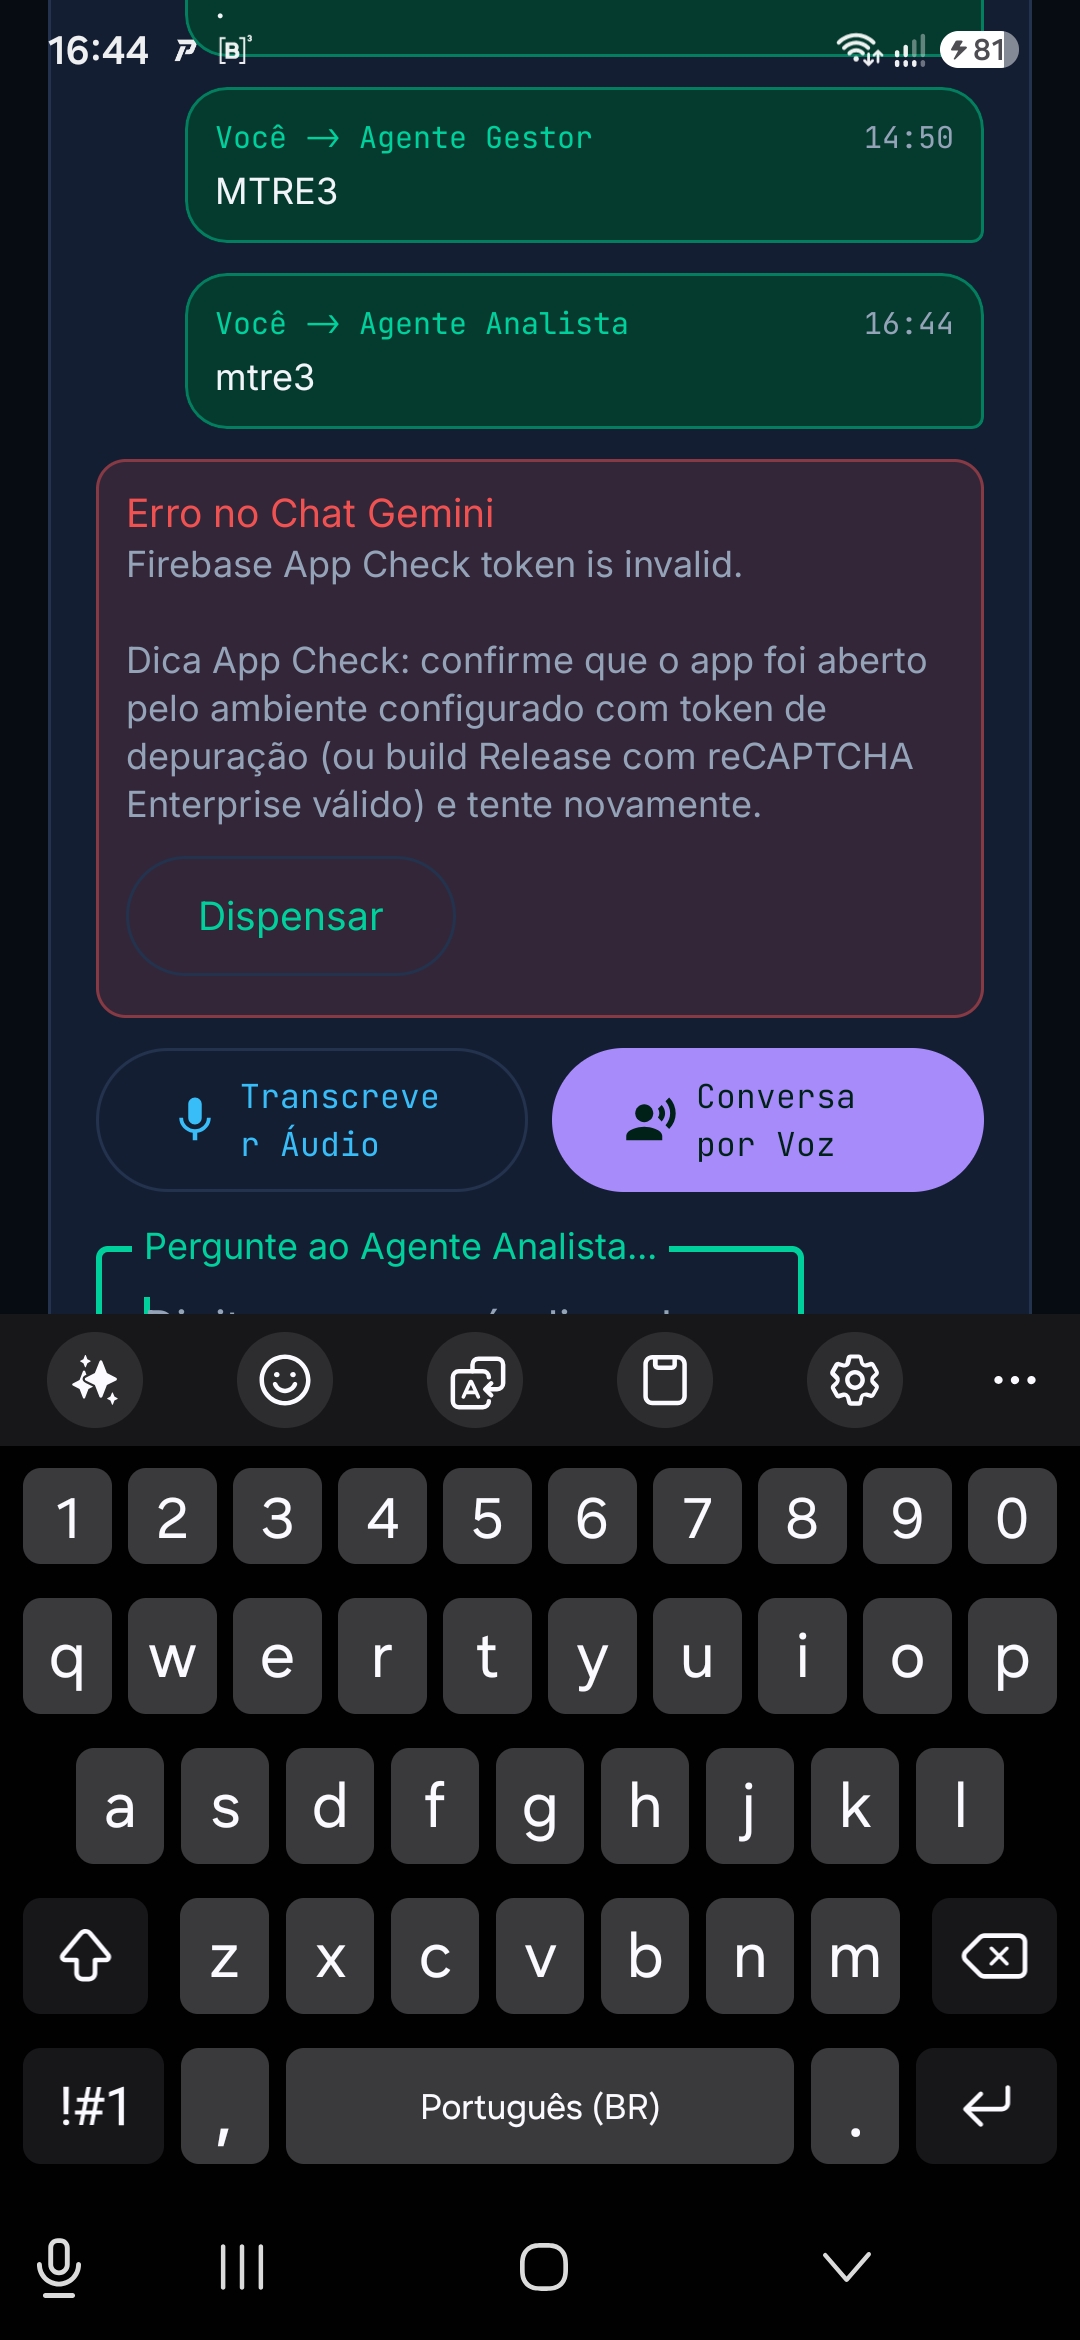 .
16:44 [B]³ 81
Você → Agente Gestor 14:50
MTRE3
Você → Agente Analista 16:44
mtre3
Erro no Chat Gemini
Firebase App Check token is invalid.
Dica App Check: confirme que o app foi aberto
pelo ambiente configurado com token de
depuração (ou build Release com reCAPTCHA
Enterprise válido) e tente novamente.
Dispensar
Transcreve
r Áudio
Conversa
por Voz
Pergunte ao Agente Analista...
1 2 3 4 5 6 7 8 9 0
q w e r t y u i o p
a s d f g h j k l
z x c v b n m
!#1 , Português (BR) .